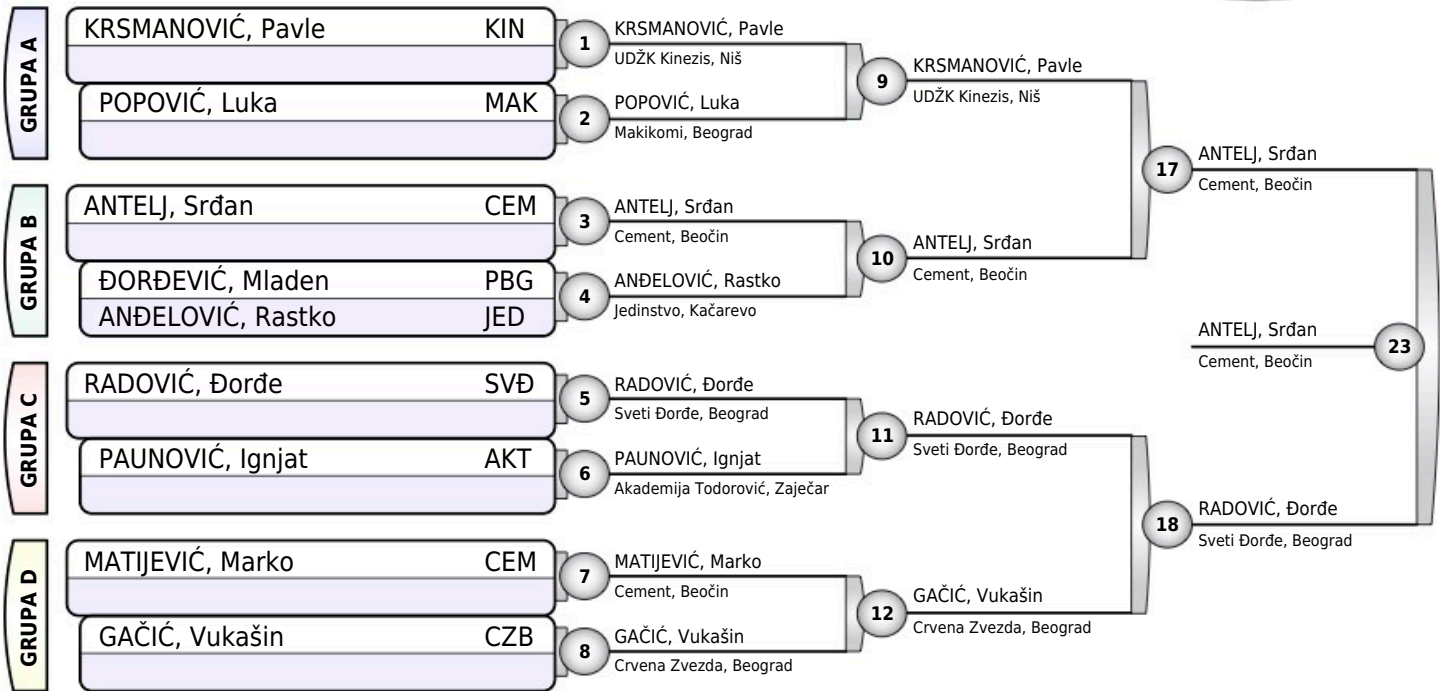 GRUPA A
KRSMANOVIĆ, Pavle KIN
POPOVIĆ, Luka MAK
GRUPA B
ANTELJ, Srđan CEM
ĐORĐEVIĆ, Mladen PBG
ANĐELOVIĆ, Rastko JED
GRUPA C
RADOVIĆ, Đorđe SVĐ
PAUNOVIĆ, Ignjat AKT
GRUPA D
MATIJEVIĆ, Marko CEM
GAČIĆ, Vukašin CZB
1
KRSMANOVIĆ, Pavle
UDŽK Kinezis, Niš
2
POPOVIĆ, Luka
Makikomi, Beograd
3
ANTELJ, Srđan
Cement, Beočin
4
ANĐELOVIĆ, Rastko
Jedinstvo, Kačarevo
5
RADOVIĆ, Đorđe
Sveti Đorđe, Beograd
6
PAUNOVIĆ, Ignjat
Akademija Todorović, Zaječar
7
MATIJEVIĆ, Marko
Cement, Beočin
8
GAČIĆ, Vukašin
Crvena Zvezda, Beograd
9
KRSMANOVIĆ, Pavle
UDŽK Kinezis, Niš
10
ANTELJ, Srđan
Cement, Beočin
11
RADOVIĆ, Đorđe
Sveti Đorđe, Beograd
12
GAČIĆ, Vukašin
Crvena Zvezda, Beograd
17
ANTELJ, Srđan
Cement, Beočin
18
RADOVIĆ, Đorđe
Sveti Đorđe, Beograd
ANTELJ, Srđan
Cement, Beočin
23